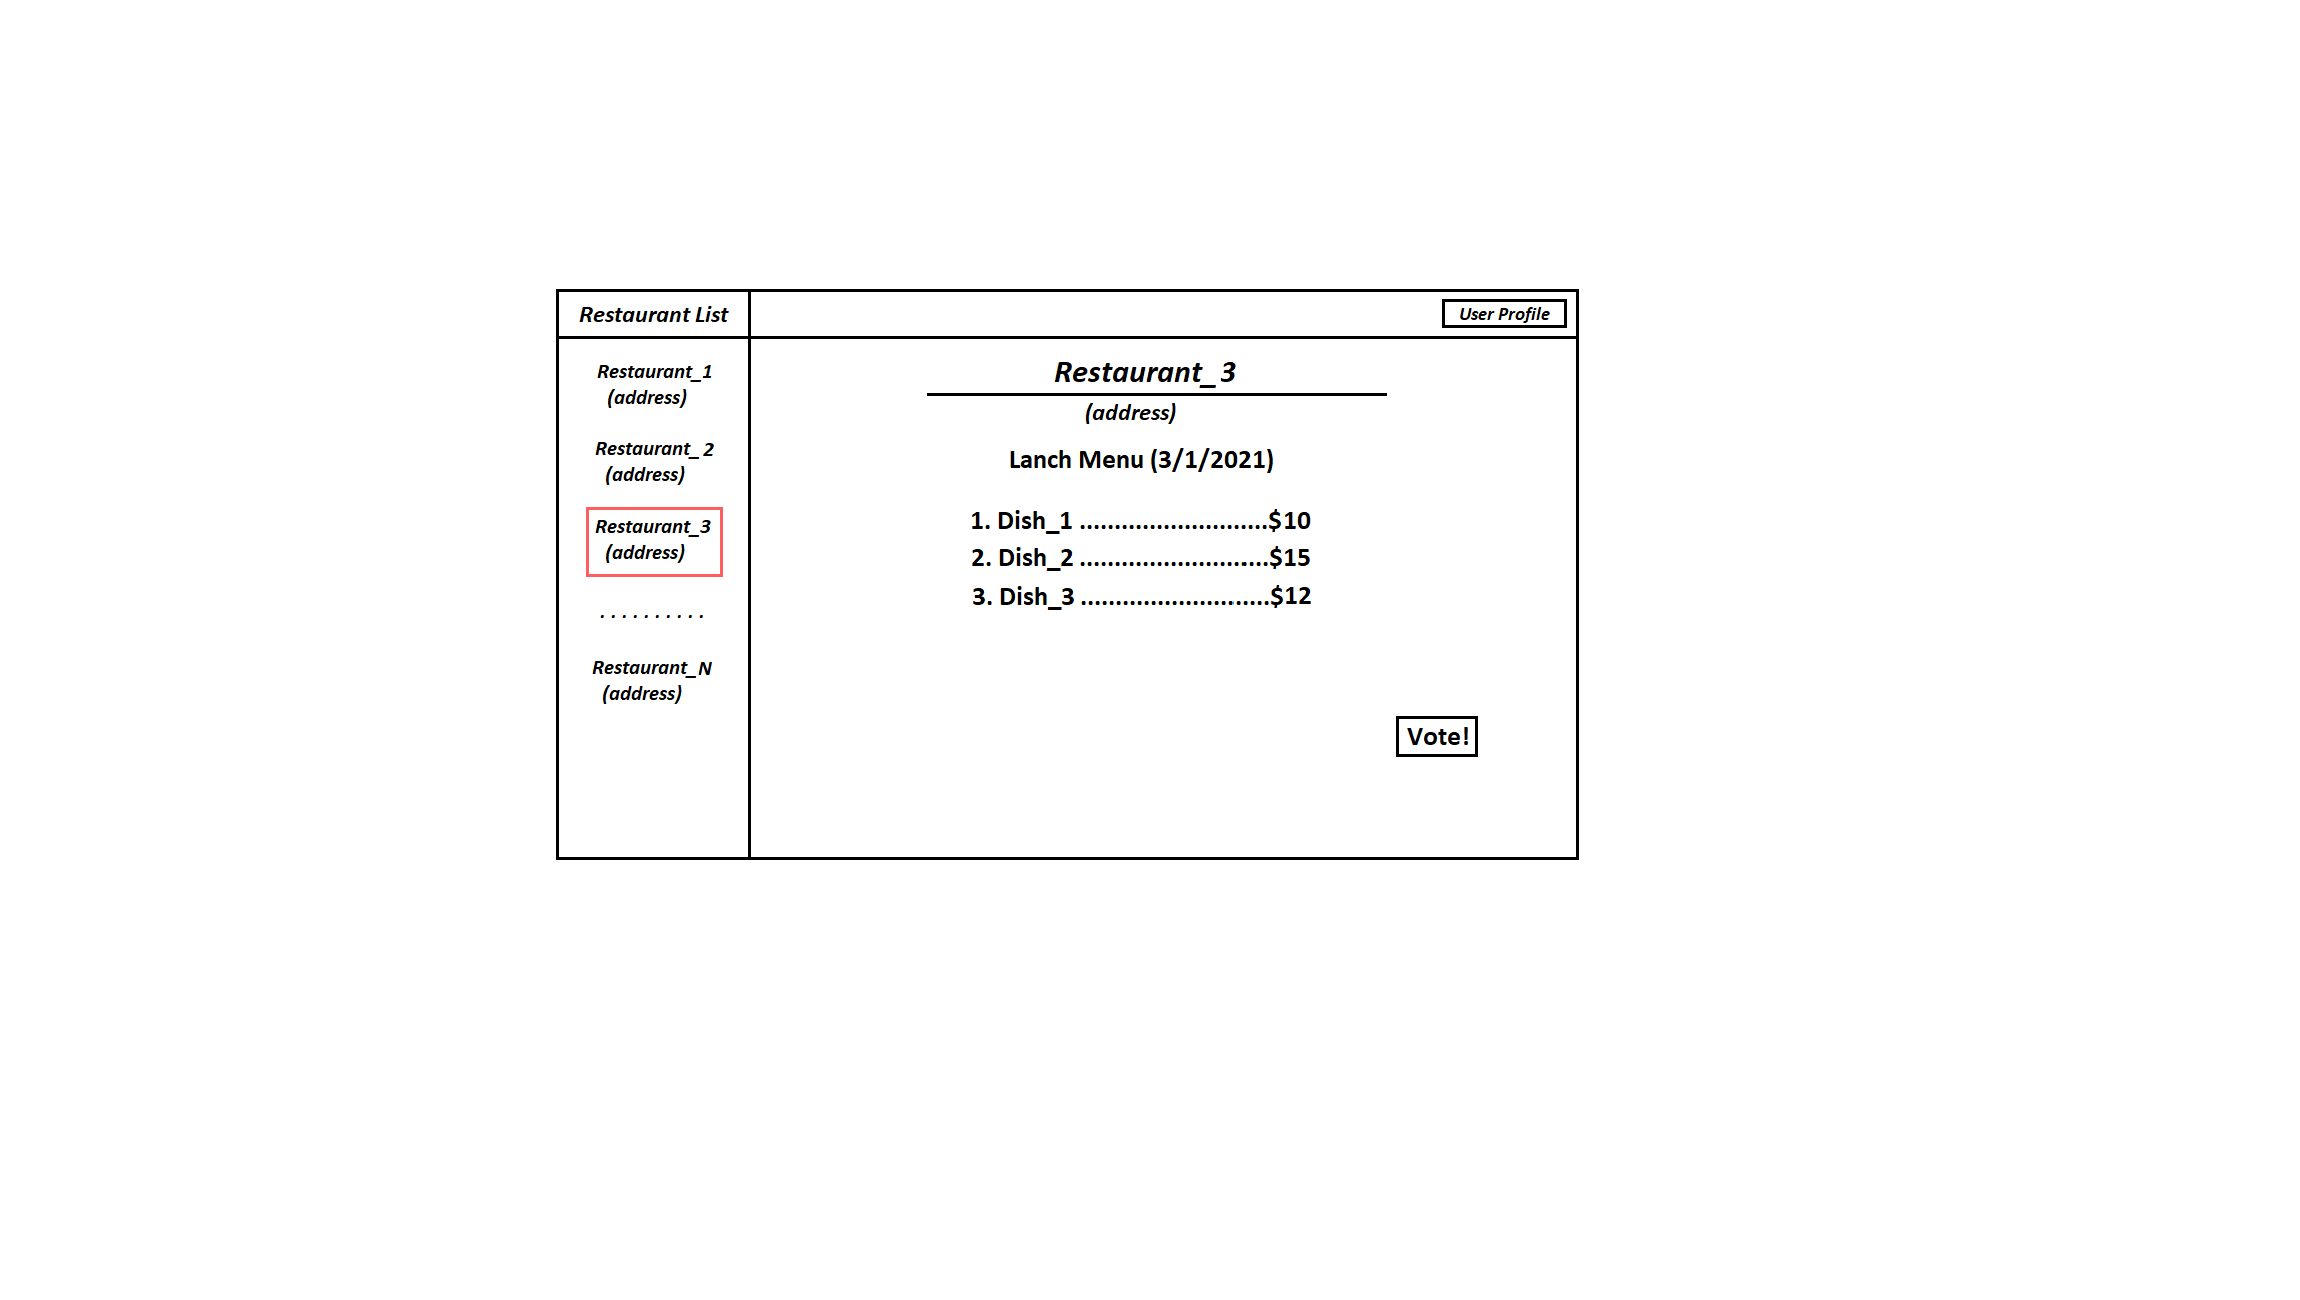 Restaurant List
User Profile
Restaurant_1
(address)
Restaurant_2
(address)
Restaurant_3
(address)
. . . . . . . . . .
Restaurant_N
(address)
Restaurant_3
(address)
Lanch Menu (3/1/2021)
1. Dish_1 ...........................$10
2. Dish_2 ...........................$15
3. Dish_3 ...........................$12
Vote!